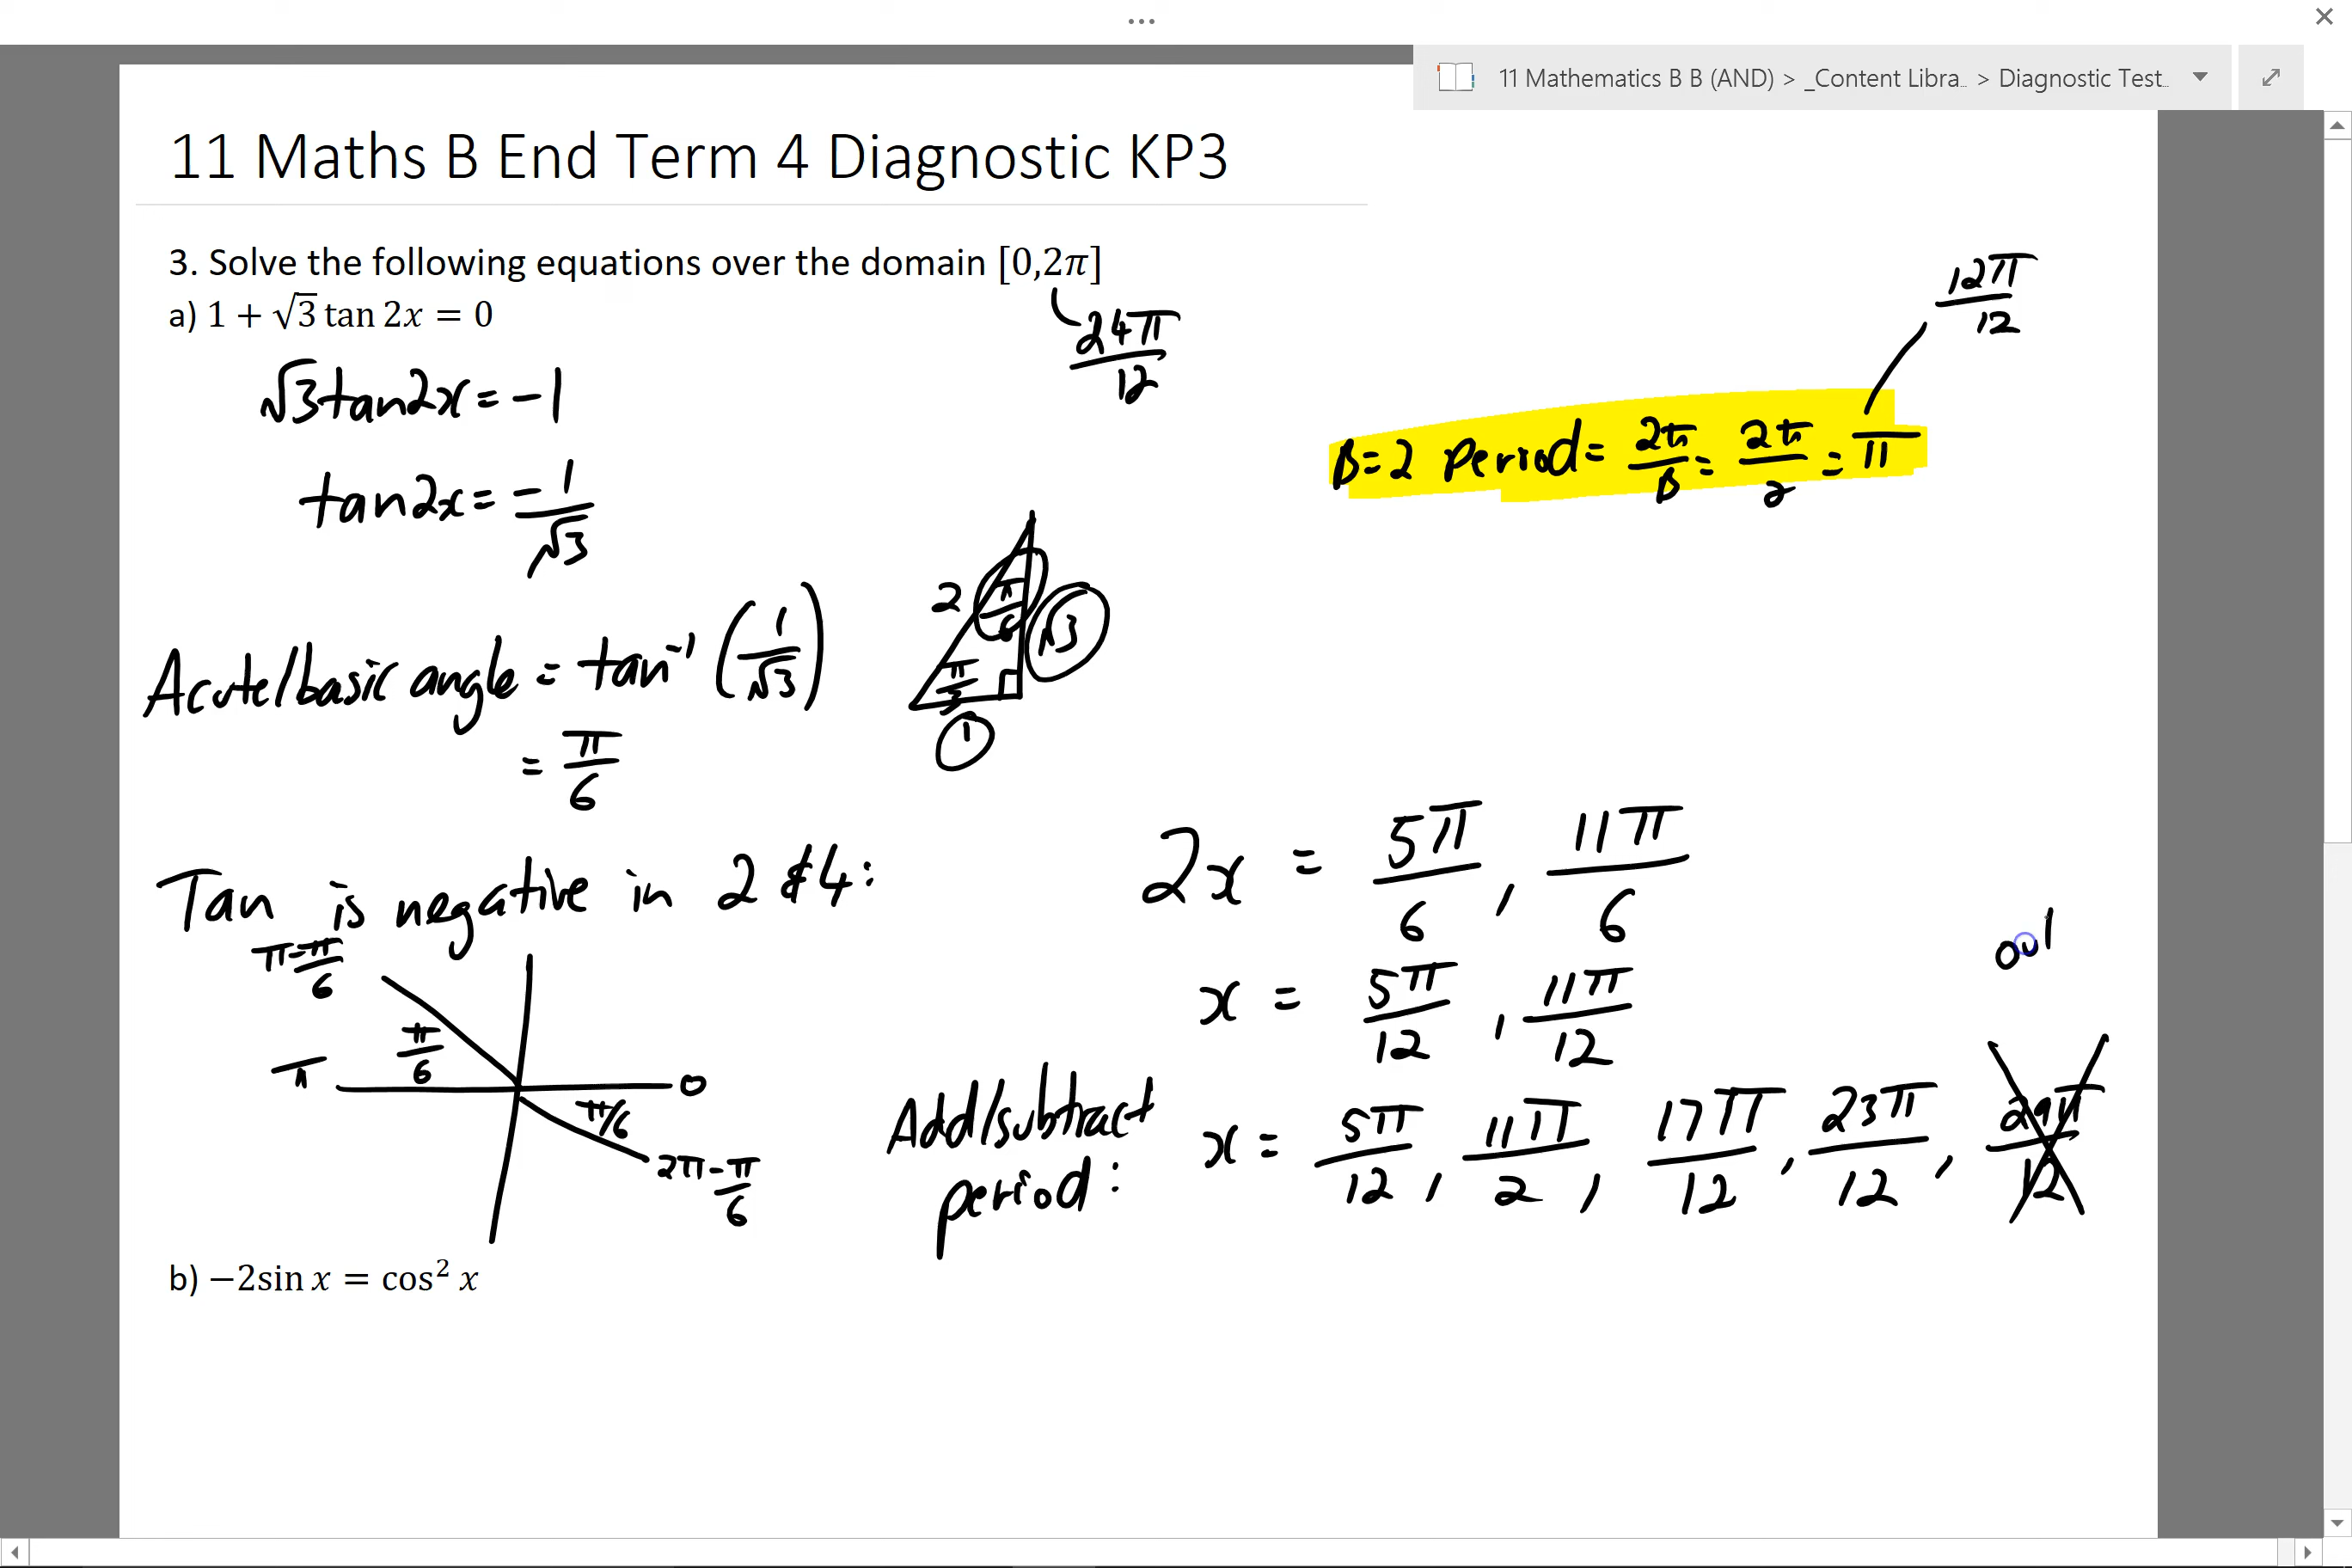 11 Mathematics B B (AND) > _Content Libra... > Diagnostic Test...
11 Maths B End Term 4 Diagnostic KP3
3. Solve the following equations over the domain [0,2π]
24π/12
12π/12
a) 1 + √3 tan 2x = 0
√3tan2x = -1
B=2 Period = 2π/B = 2π/2 = π
tan2x = -1/√3
2 π/6 √3 π/3 1
Acute/basic angle = tan⁻¹ (1/√3)
= π/6
Tan is negative in 2 & 4:
π-π/6
π/6
π
0
π/6
2π-π/6
2x = 5π/6, 11π/6
x = 5π/12, 11π/12
Add/subtract period:
x = 5π/12, 11π/2, 17π/12, 23π/12, 29π/12
b) −2sin x = cos² x